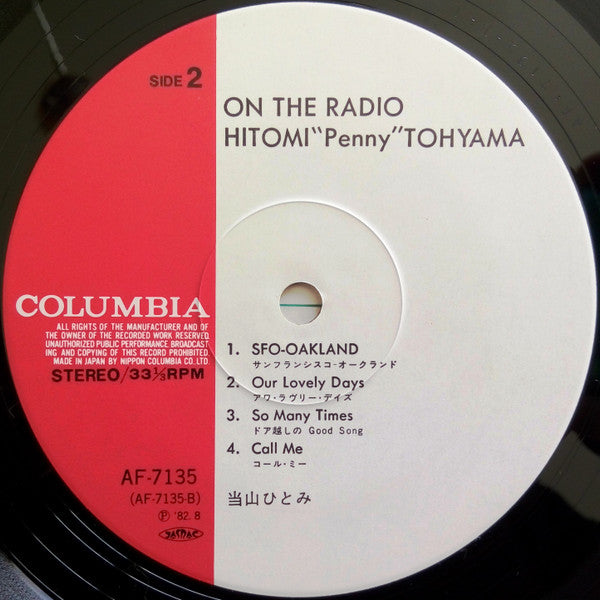 SIDE 2
ON THE RADIO
HITOMI"Penny"TOHYAMA
COLUMBIA
ALL RIGHTS OF THE MANUFACTURER AND OF
THE OWNER OF THE RECORDED WORK RESERVED.
UNAUTHORIZED PUBLIC PERFORMANCE, BROADCAST-
ING AND COPYING OF THIS RECORD PROHIBITED.
MADE IN JAPAN BY NIPPON COLUMBIA CO.LTD.
STEREO/33⅓RPM
1. SFO-OAKLAND
サンフランシスコ・オークランド
2. Our Lovely Days
アワ・ラヴリー・デイズ
3. So Many Times
ドア越しの Good Song
4. Call Me
コール・ミー
AF-7135
(AF-7135-B)
Ⓟ '82. 8
JASRAC
当山ひとみ